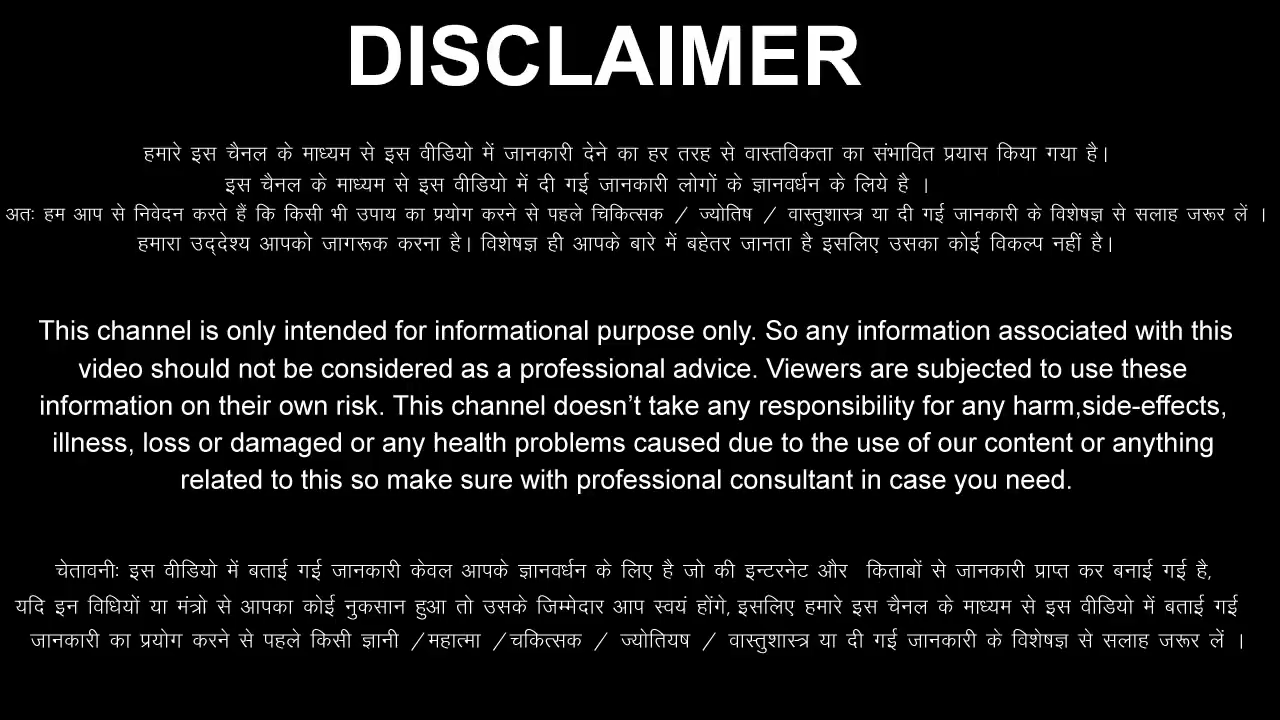 DISCLAIMER
हमारे इस चैनल के माध्यम से इस वीडियो में जानकारी देने का हर तरह से वास्तविकता का संभावित प्रयास किया गया है।
इस चैनल के माध्यम से इस वीडियो में दी गई जानकारी लोगों के ज्ञानवर्धन के लिये है ।
अतः हम आप से निवेदन करते हैं कि किसी भी उपाय का प्रयोग करने से पहले चिकित्सक / ज्योतिष / वास्तुशास्त्र या दी गई जानकारी के विशेषज्ञ से सलाह जरूर लें ।
हमारा उद्देश्य आपको जागरूक करना है। विशेषज्ञ ही आपके बारे में बहेतर जानता है इसलिए उसका कोई विकल्प नहीं है।
This channel is only intended for informational purpose only. So any information associated with this
video should not be considered as a professional advice. Viewers are subjected to use these
information on their own risk. This channel doesn’t take any responsibility for any harm,side-effects,
illness, loss or damaged or any health problems caused due to the use of our content or anything
related to this so make sure with professional consultant in case you need.
चेतावनीः इस वीडियो में बताई गई जानकारी केवल आपके ज्ञानवर्धन के लिए है जो की इन्टरनेट और किताबों से जानकारी प्राप्त कर बनाई गई है,
यदि इन विधियों या मंत्रो से आपका कोई नुकसान हुआ तो उसके जिम्मेदार आप स्वयं होंगे, इसलिए हमारे इस चैनल के माध्यम से इस वीडियो में बताई गई
जानकारी का प्रयोग करने से पहले किसी ज्ञानी /महात्मा /चकित्सक / ज्योतियष / वास्तुशास्त्र या दी गई जानकारी के विशेषज्ञ से सलाह जरूर लें ।